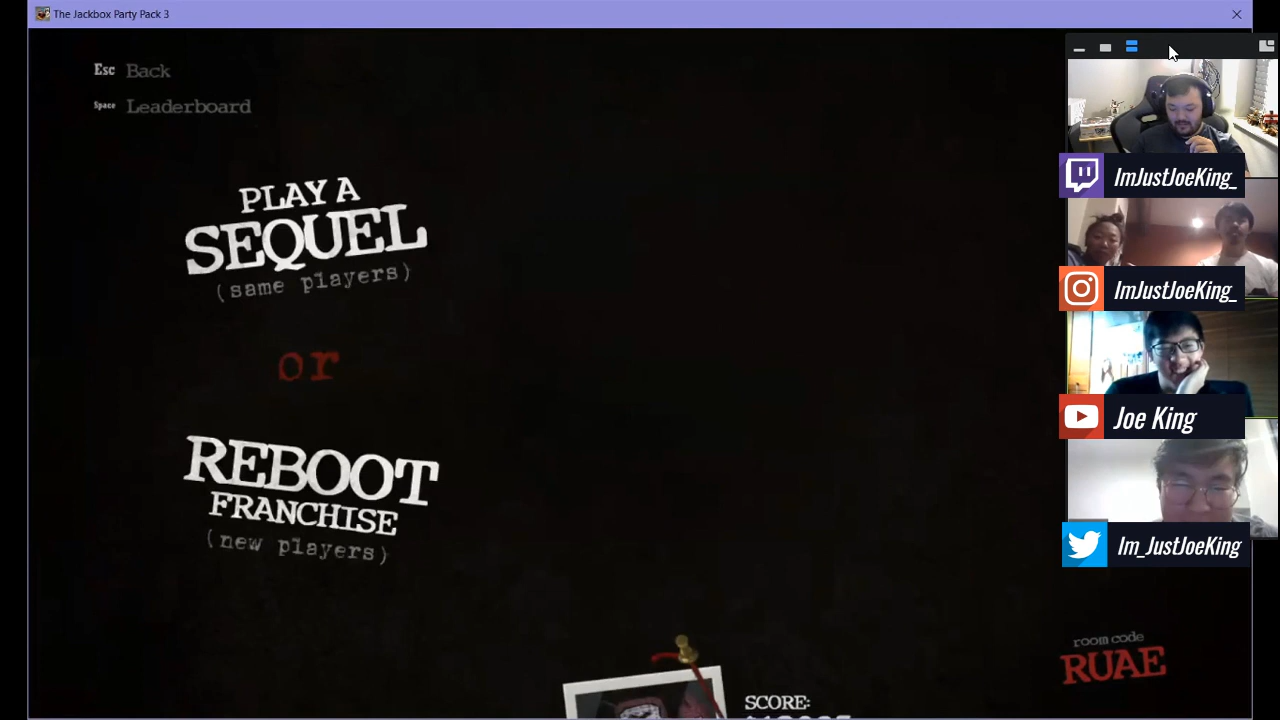 The Jackbox Party Pack 3
Esc Back
Space Leaderboard
PLAY A
SEQUEL
(same players)
or
REBOOT
FRANCHISE
(new players)
ImJustJoeKing_
ImJustJoeKing_
Joe King
Im_JustJoeKing
room code
RUAE
SCORE: